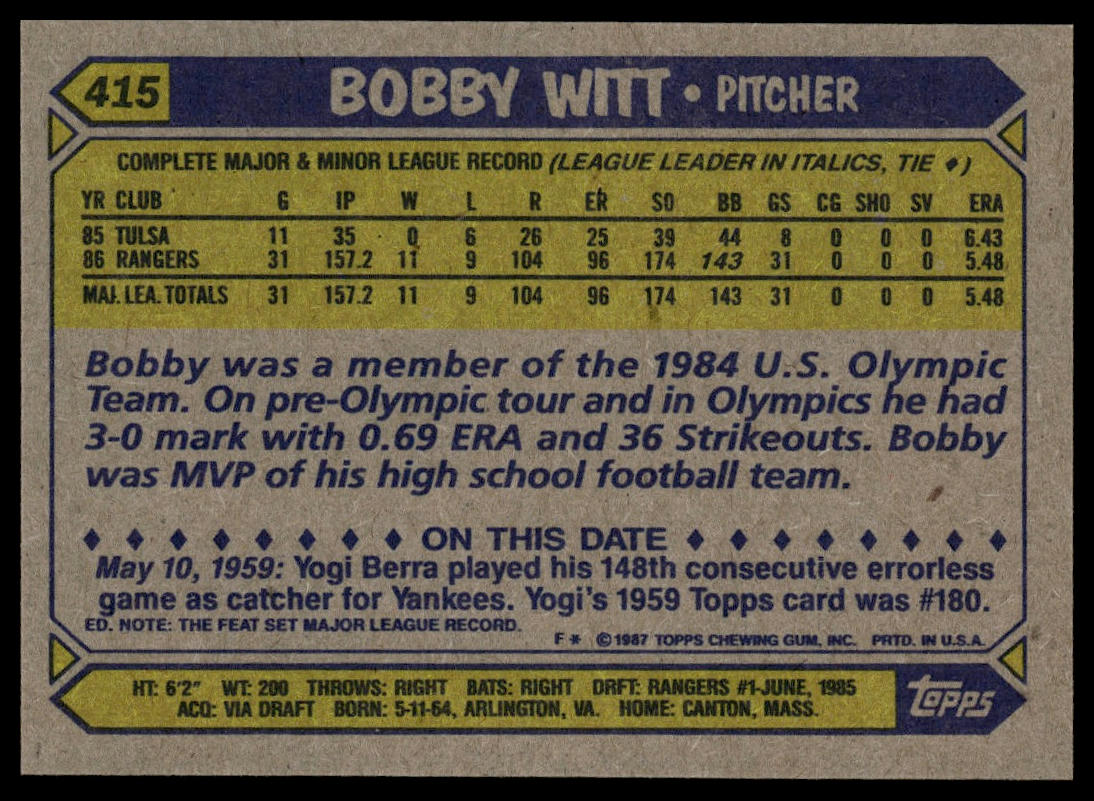 415 BOBBY WITT • PITCHER
COMPLETE MAJOR & MINOR LEAGUE RECORD (LEAGUE LEADER IN ITALICS, TIE ♦)
YR CLUB G IP W L R ER SO BB GS CG SHO SV ERA
85 TULSA 11 35 0 6 26 25 39 44 8 0 0 0 6.43
86 RANGERS 31 157.2 11 9 104 96 174 143 31 0 0 0 5.48
MAJ. LEA. TOTALS 31 157.2 11 9 104 96 174 143 31 0 0 0 5.48
Bobby was a member of the 1984 U.S. Olympic
Team. On pre-Olympic tour and in Olympics he had
3-0 mark with 0.69 ERA and 36 Strikeouts. Bobby
was MVP of his high school football team.
♦ ♦ ♦ ♦ ♦ ♦ ♦ ♦ ON THIS DATE ♦ ♦ ♦ ♦ ♦ ♦ ♦ ♦
May 10, 1959: Yogi Berra played his 148th consecutive errorless
game as catcher for Yankees. Yogi's 1959 Topps card was #180.
ED. NOTE: THE FEAT SET MAJOR LEAGUE RECORD.
F * © 1987 TOPPS CHEWING GUM, INC. PRTD. IN U.S.A.
HT: 6'2" WT: 200 THROWS: RIGHT BATS: RIGHT DRFT: RANGERS #1-JUNE, 1985
ACQ: VIA DRAFT BORN: 5-11-64, ARLINGTON, VA. HOME: CANTON, MASS.
topps